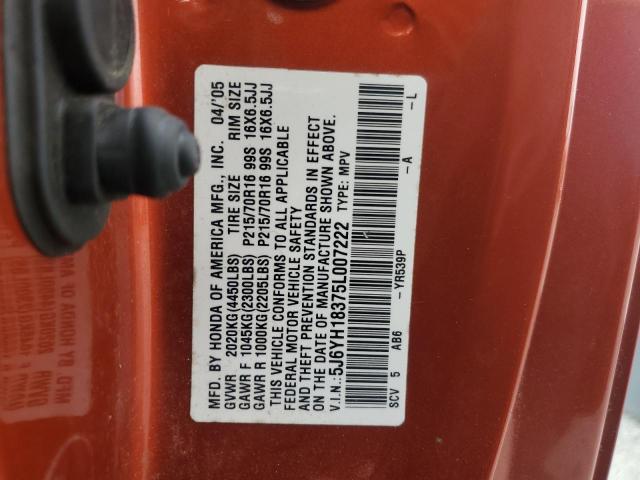 MFD. BY HONDA OF AMERICA MFG., INC. 04/'05
GVWR 2020KG(4450LBS) TIRE SIZE RIM SIZE
GAWR F 1045KG(2300LBS) P215/70R16 99S 16X6.5JJ
GAWR R 1000KG(2205LBS) P215/70R16 99S 16X6.5JJ
THIS VEHICLE CONFORMS TO ALL APPLICABLE
FEDERAL MOTOR VEHICLE SAFETY
AND THEFT PREVENTION STANDARDS IN EFFECT
ON THE DATE OF MANUFACTURE SHOWN ABOVE.
V.I.N.:5J6YH18375L007222 TYPE: MPV
SCV 5 AB6 -YR539P -A -L